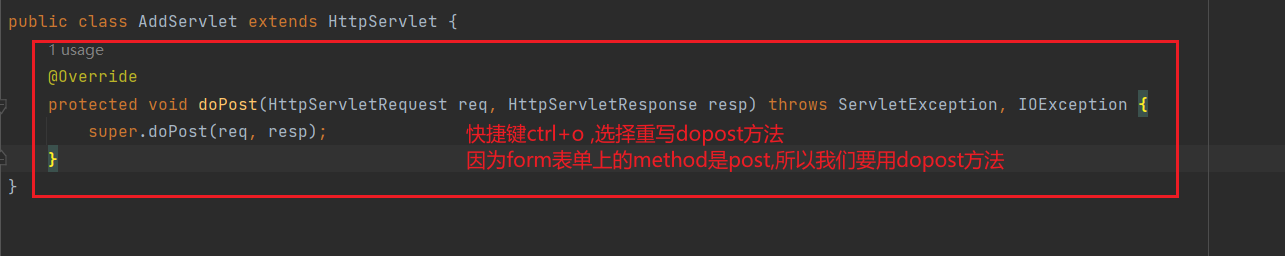 public class AddServlet extends HttpServlet {
1 usage
@Override
protected void doPost(HttpServletRequest req, HttpServletResponse resp) throws ServletException, IOException {
super.doPost(req, resp);
快捷键ctrl+o ,选择重写dopost方法
}
因为form表单上的method是post,所以我们要用dopost方法
}